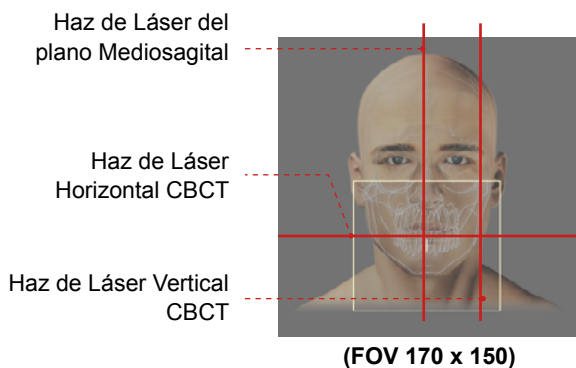 Haz de Láser del
plano Mediosagital
Haz de Láser
Horizontal CBCT
Haz de Láser Vertical
CBCT
(FOV 170 x 150)